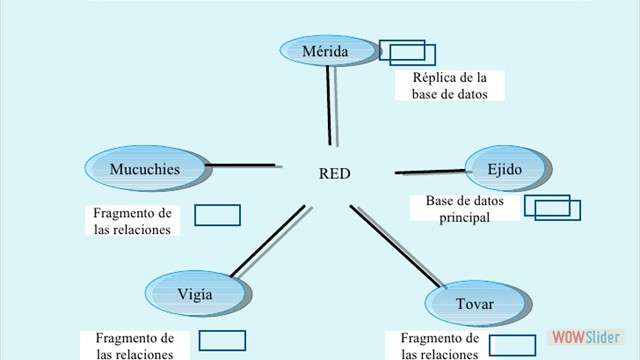 Mérida
Réplica de la
base de datos
Mucuchies
RED
Ejido
Fragmento de
las relaciones
Base de datos
principal
Vigía
Tovar
Fragmento de
las relaciones
Fragmento de
las relaciones
WOWSlider